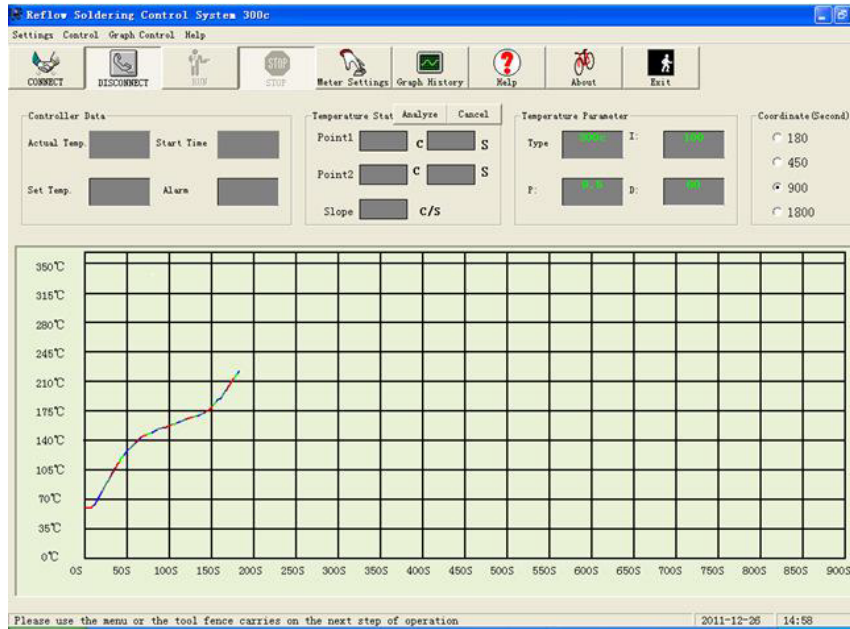 Reflow Soldering Control System 300c
Settings Control Graph Control Help
CONNECT DISCONNECT RUN STOP Meter Settings Graph History Help About Exit
STOP
Controller Data
Actual Temp. Start Time
Set Temp. Alarm
Temperature Stat Analyze Cancel
Point1 C S
Point2 C S
Slope C/S
Temperature Parameter
Type 300c I: 100
P: 9.5 D: 60
Coordinate(Second)
180
450
900
1800
350℃
315℃
280℃
245℃
210℃
175℃
140℃
105℃
70℃
35℃
0℃
0S 50S 100S 150S 200S 250S 300S 350S 400S 450S 500S 550S 600S 650S 700S 750S 800S 850S 900S
Please use the menu or the tool fence carries on the next step of operation 2011-12-26 14:58